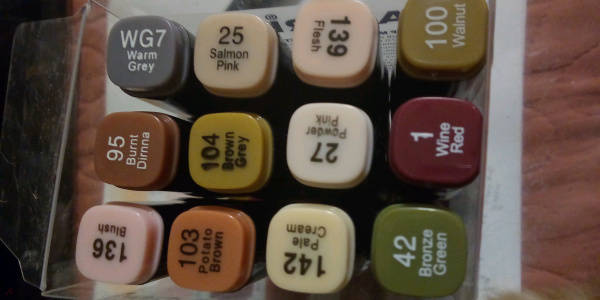 WG7
Warm
Grey
25
Salmon
Pink
139
Flesh
100
Walnut
95
Burnt
Dirnna
104
Brown
Grey
27
Powder
Pink
1
Wine
Red
136
Blush
103
Potato
Brown
142
Pale
Cream
42
Bronze
Green